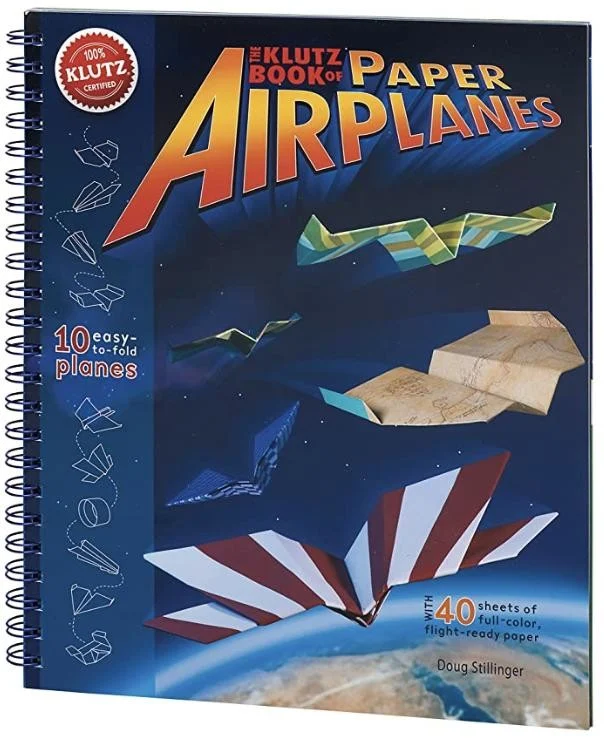 100%
KLUTZ
CERTIFIED
THE KLUTZ
BOOK OF PAPER
AIRPLANES
10 easy-
to-fold
planes
WITH 40 sheets of
full-color,
flight-ready paper
Doug Stillinger